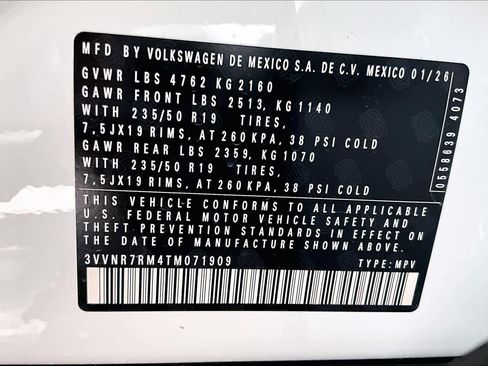 MFD BY VOLKSWAGEN DE MEXICO S.A. DE C.V. MEXICO 01/26
GVWR LBS 4762 KG 2160
GAWR FRONT LBS 2513, KG 1140
WITH 235/50 R19 TIRES,
7,5JX19 RIMS, AT 260 KPA, 38 PSI COLD
GAWR REAR LBS 2359, KG 1070
WITH 235/50 R19 TIRES,
7,5JX19 RIMS, AT 260 KPA, 38 PSI COLD
THIS VEHICLE CONFORMS TO ALL APPLICABLE
U.S. FEDERAL MOTOR VEHICLE SAFETY AND
THEFT PREVENTION STANDARDS IN EFFECT ON
THE DATE OF MANUFACTURE SHOWN ABOVE.
3VVNR7RM4TM071909
TYPE: MPV
0558639 4073